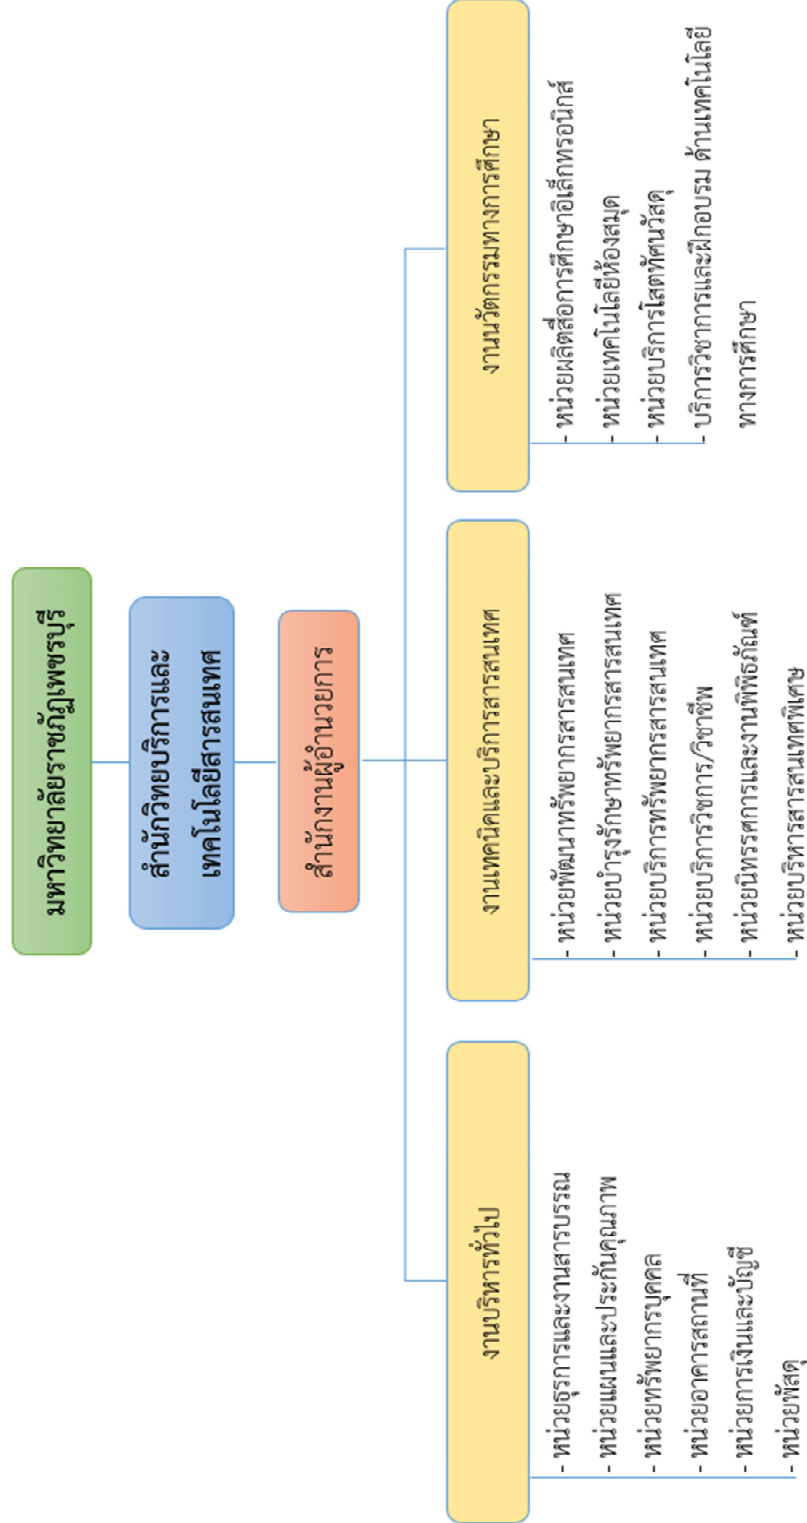 มหาวิทยาลัยราชภัฏเพชรบุรี
สำนักวิทยบริการและ
เทคโนโลยีสารสนเทศ
สำนักงานผู้อำนวยการ
งานบริหารทั่วไป
- หน่วยธุรการและงานสารบรรณ
- หน่วยแผนและประกันคุณภาพ
- หน่วยทรัพยากรบุคคล
- หน่วยอาคารสถานที่
- หน่วยการเงินและบัญชี
- หน่วยพัสดุ
งานเทคนิคและบริการสารสนเทศ
- หน่วยพัฒนาทรัพยากรสารสนเทศ
- หน่วยบำรุงรักษาทรัพยากรสารสนเทศ
- หน่วยบริการทรัพยากรสารสนเทศ
- หน่วยบริการวิชการ/วิชาชีพ
- หน่วยนิทรรศการและงานพิพิธภัณฑ์
- หน่วยบริหารสารสนเทศพิเศษ
งานนวัตกรรมทางการศึกษา
- หน่วยผลิตสื่อการศึกษาอิเล็กทรอนิกส์
- หน่วยเทคโนโลยีห้องสมุด
- หน่วยบริการโสตทัศนวัสดุ
- บริการวิชาการและฝึกอบรม ด้านเทคโนโลยี
ทางการศึกษา